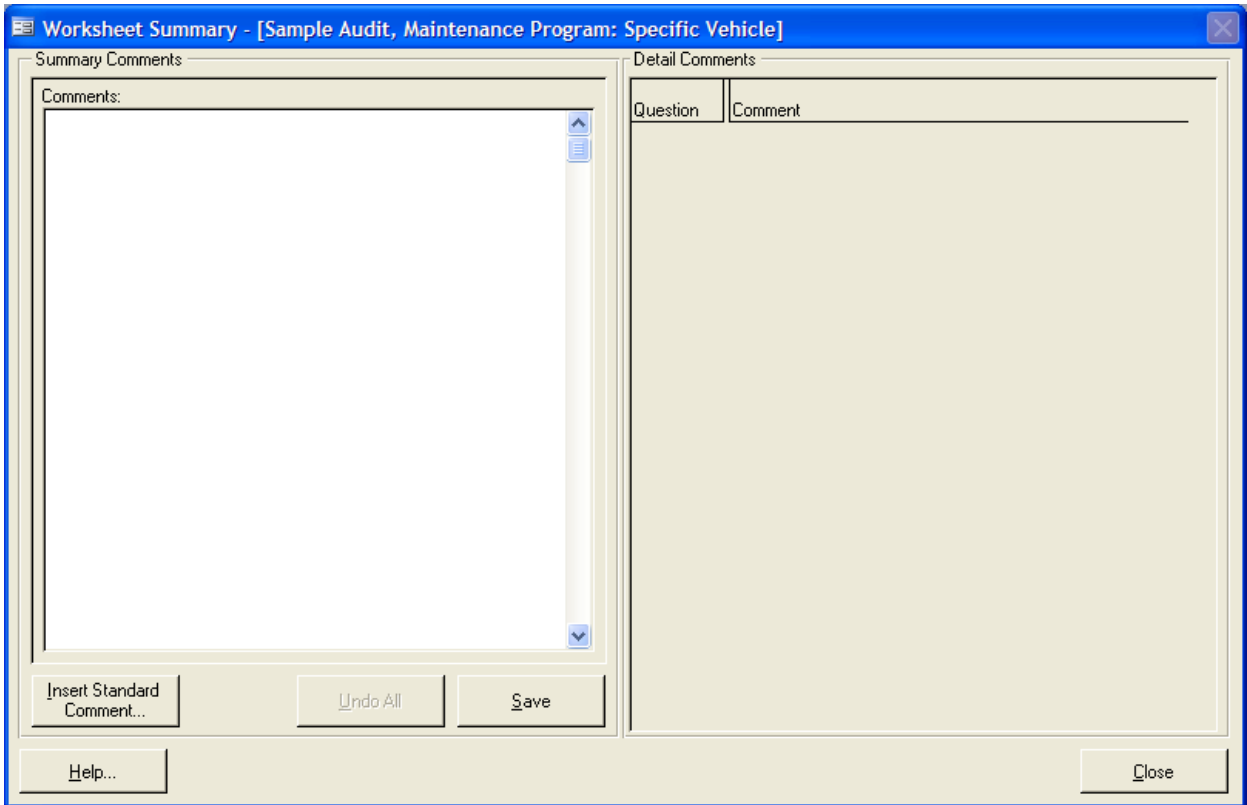 Worksheet Summary - [Sample Audit, Maintenance Program: Specific Vehicle]
Summary Comments
Comments:
Insert Standard
Comment...
Undo All
Save
Detail Comments
Question
Comment
Help...
Close